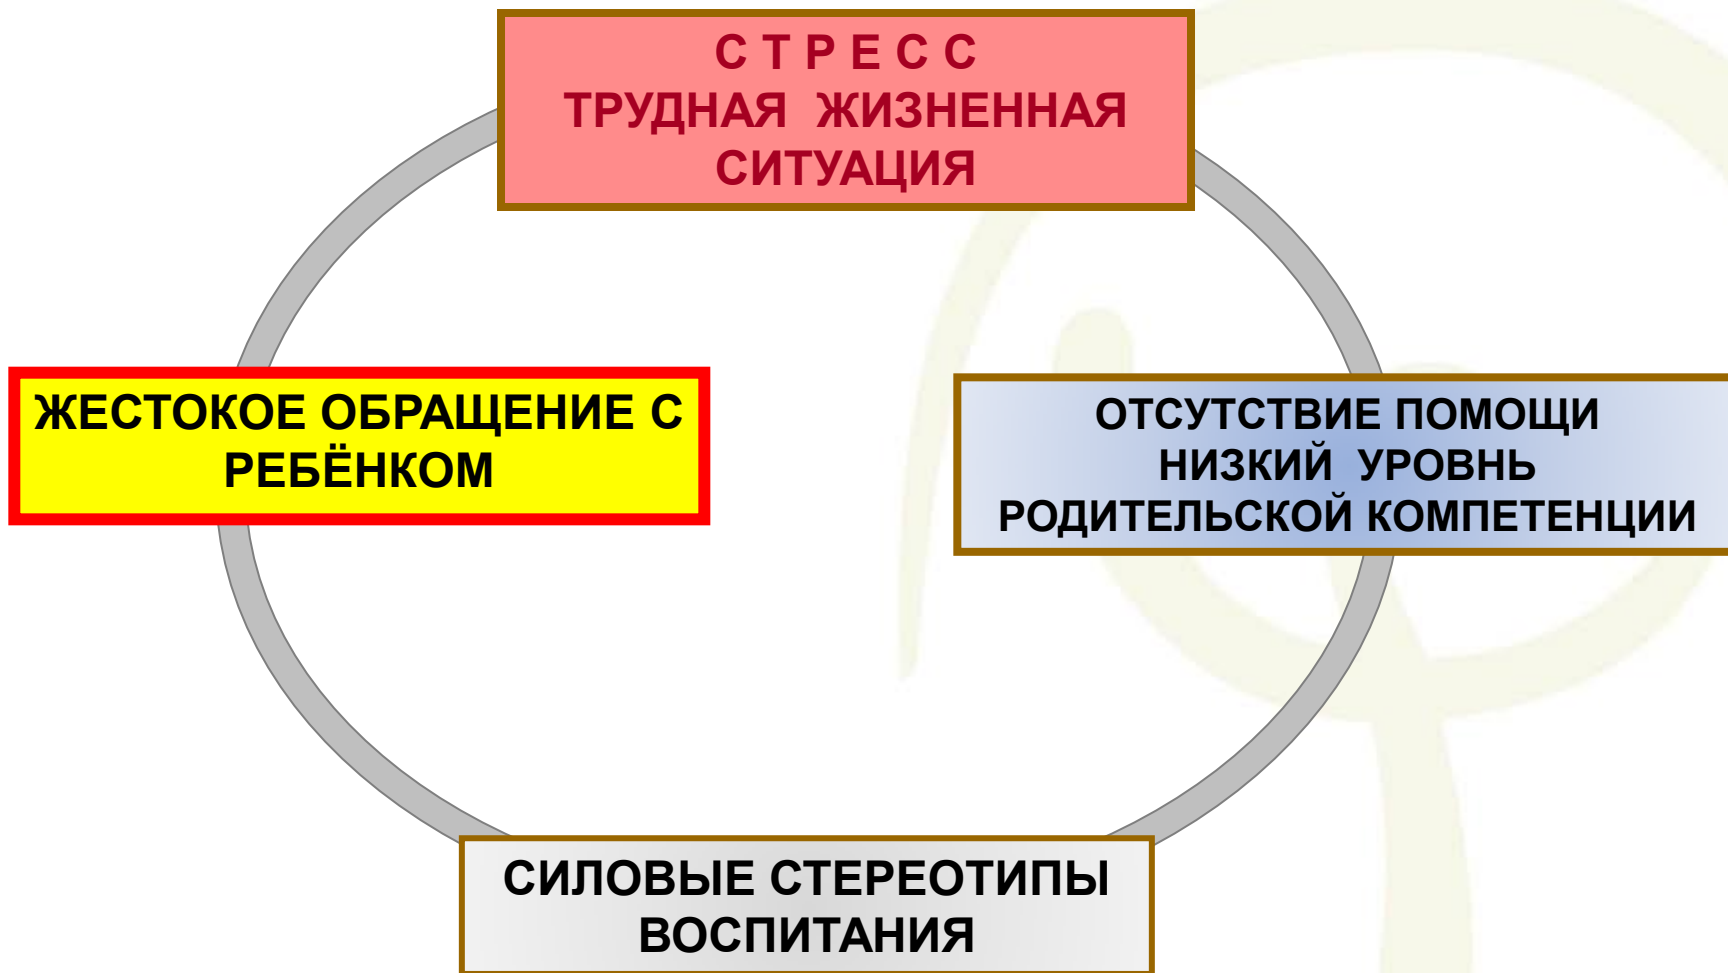 С Т Р Е С С
ТРУДНАЯ ЖИЗНЕННАЯ
СИТУАЦИЯ
ЖЕСТОКОЕ ОБРАЩЕНИЕ С
РЕБЁНКОМ
ОТСУТСТВИЕ ПОМОЩИ
НИЗКИЙ УРОВНЬ
РОДИТЕЛЬСКОЙ КОМПЕТЕНЦИИ
СИЛОВЫЕ СТЕРЕОТИПЫ
ВОСПИТАНИЯ